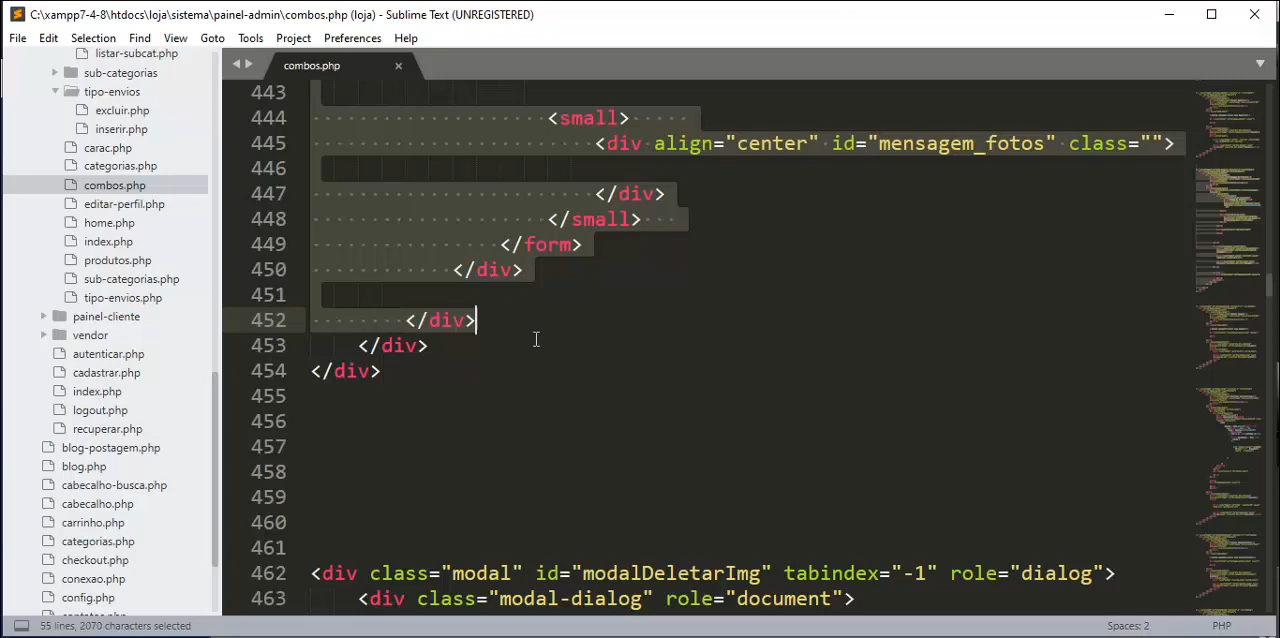 C:\xampp7-4-8\htdocs\loja\sistema\painel-admin\combos.php (loja) - Sublime Text (UNREGISTERED)
File Edit Selection Find View Goto Tools Project Preferences Help
listar-subcat.php
sub-categorias
tipo-envios
excluir.php
inserir.php
carac.php
categorias.php
combos.php
editar-perfil.php
home.php
index.php
produtos.php
sub-categorias.php
tipo-envios.php
painel-cliente
vendor
autenticar.php
cadastrar.php
index.php
logout.php
recuperar.php
blog-postagem.php
blog.php
cabecalho-busca.php
cabecalho.php
carrinho.php
categorias.php
checkout.php
conexao.php
config.php
combos.php
443
444 <small>
445 <div align="center" id="mensagem_fotos" class="">
446
447 </div>
448 </small>
449 </form>
450 </div>
451
452 </div>
453 </div>
454 </div>
455
456
457
458
459
460
461
462 <div class="modal" id="modalDeletarImg" tabindex="-1" role="dialog">
463 <div class="modal-dialog" role="document">
55 lines, 2070 characters selected
Spaces: 2
PHP